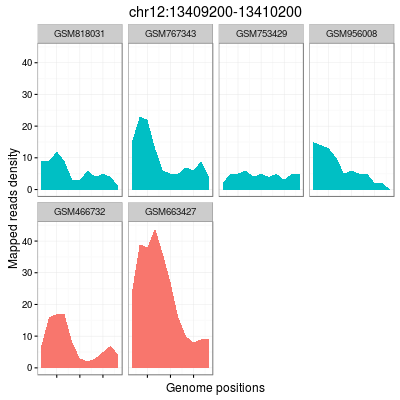 chr12:13409200-13410200
GSM818031 GSM767343 GSM753429 GSM956008
40
30
20
10
0
GSM466732 GSM663427
40
30
20
10
0
Mapped reads density
Genome positions